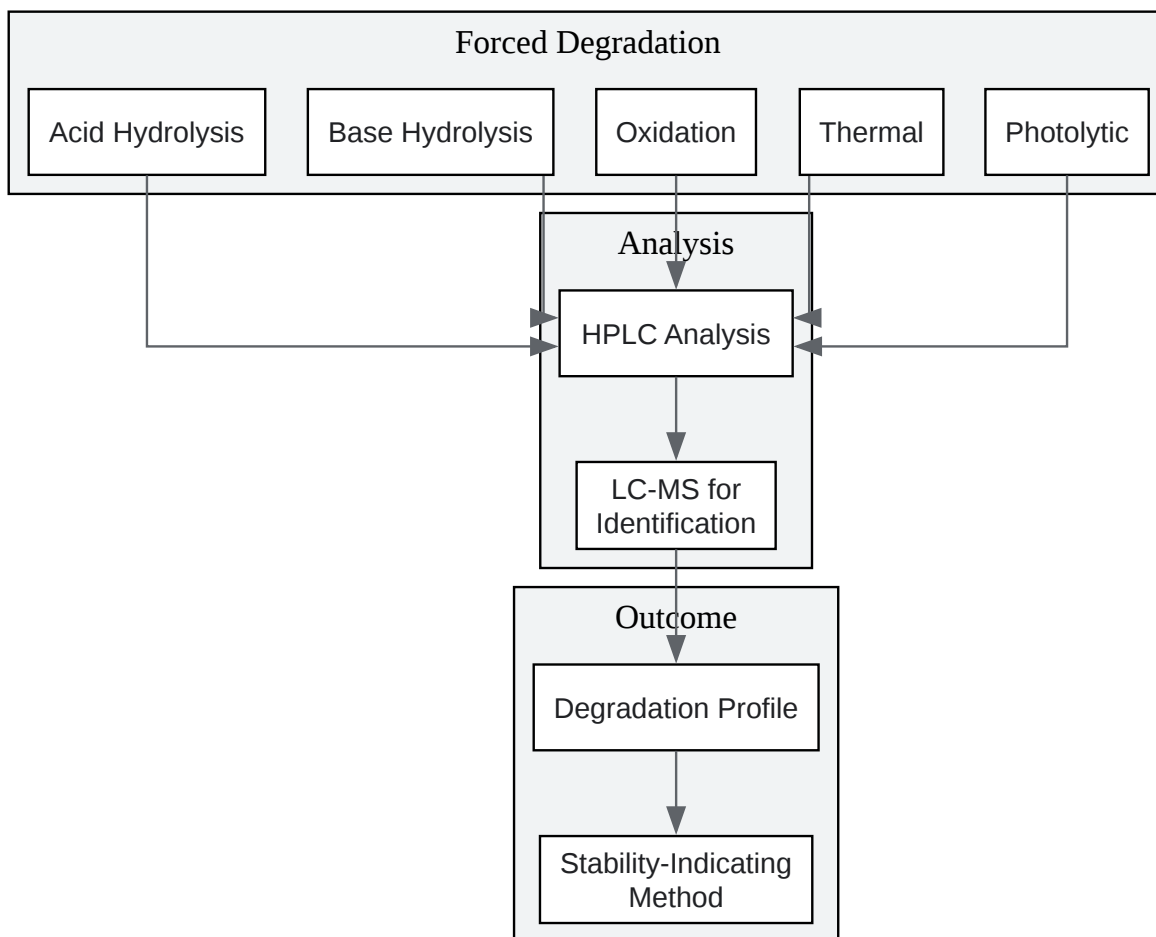 Forced Degradation
Acid Hydrolysis
Base Hydrolysis
Oxidation
Thermal
Photolytic
Analysis
HPLC Analysis
LC-MS for
Identification
Outcome
Degradation Profile
Stability-Indicating
Method